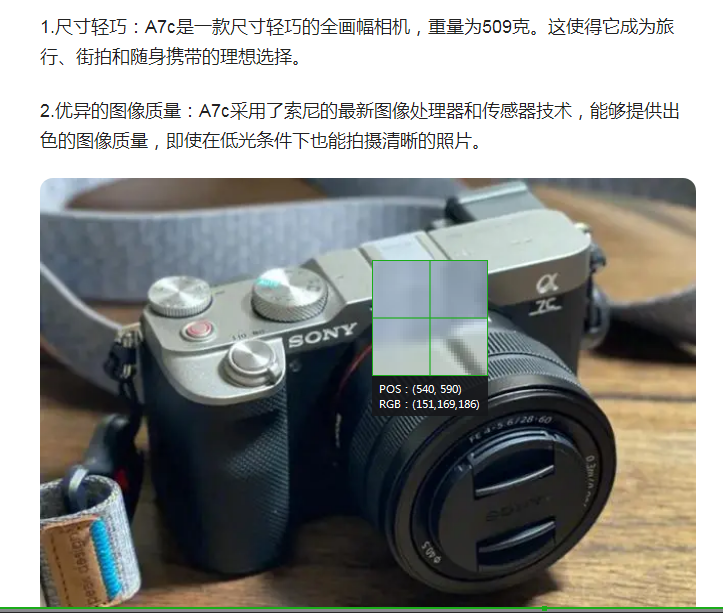 1.尺寸轻巧：A7c是一款尺寸轻巧的全画幅相机，重量为509克。这使得它成为旅
行、街拍和随身携带的理想选择。
2.优异的图像质量：A7c采用了索尼的最新图像处理器和传感器技术，能够提供出
色的图像质量，即使在低光条件下也能拍摄清晰的照片。
α
7C
SONY
POS：(540, 590)
RGB：(151,169,186)
FE 4-5.6/28-60
SONY
Φ40.5